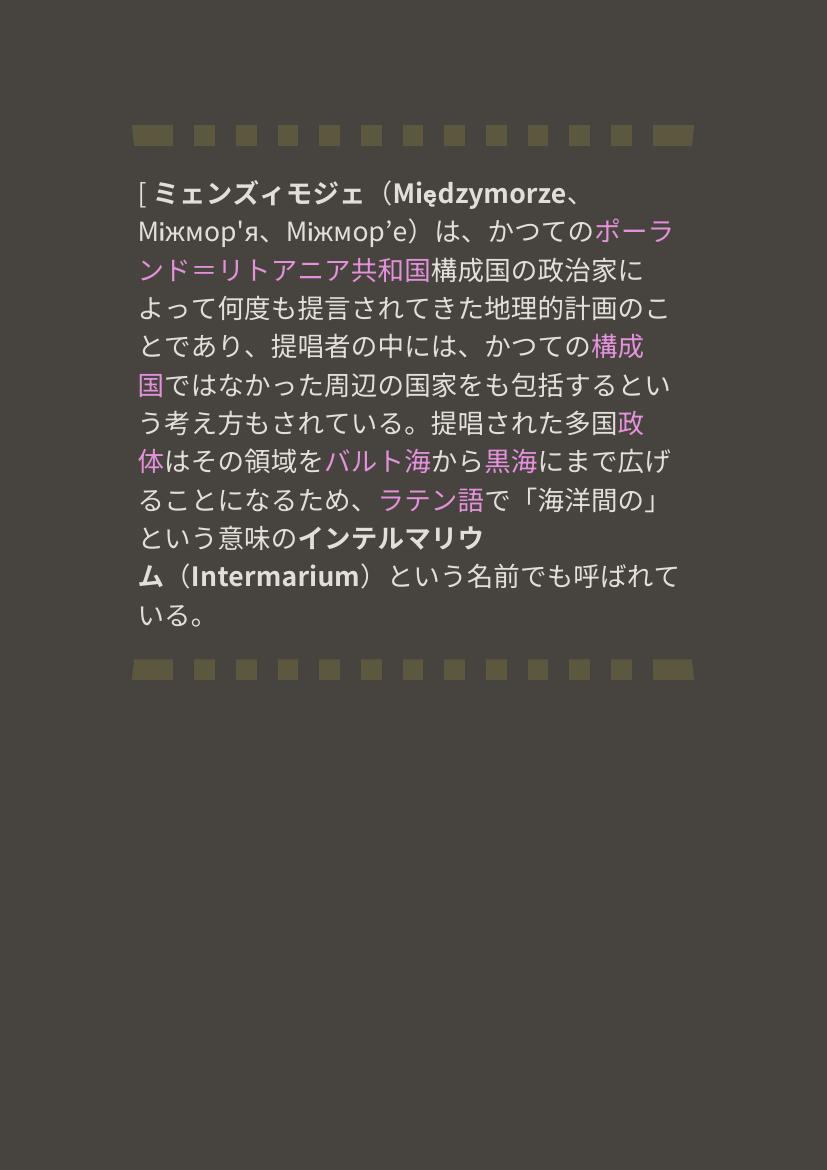 [ ミェンズィモジェ（Międzymorze、
Міжмор'я、Міжмор’е）は、かつてのポーラ
ンド＝リトアニア共和国構成国の政治家に
よって何度も提言されてきた地理的計画のこ
とであり、提唱者の中には、かつての構成
国ではなかった周辺の国家をも包括するとい
う考え方もされている。提唱された多国政
体はその領域をバルト海から黒海にまで広げ
ることになるため、ラテン語で「海洋間の」
という意味のインテルマリウ
ム（Intermarium）という名前でも呼ばれて
いる。